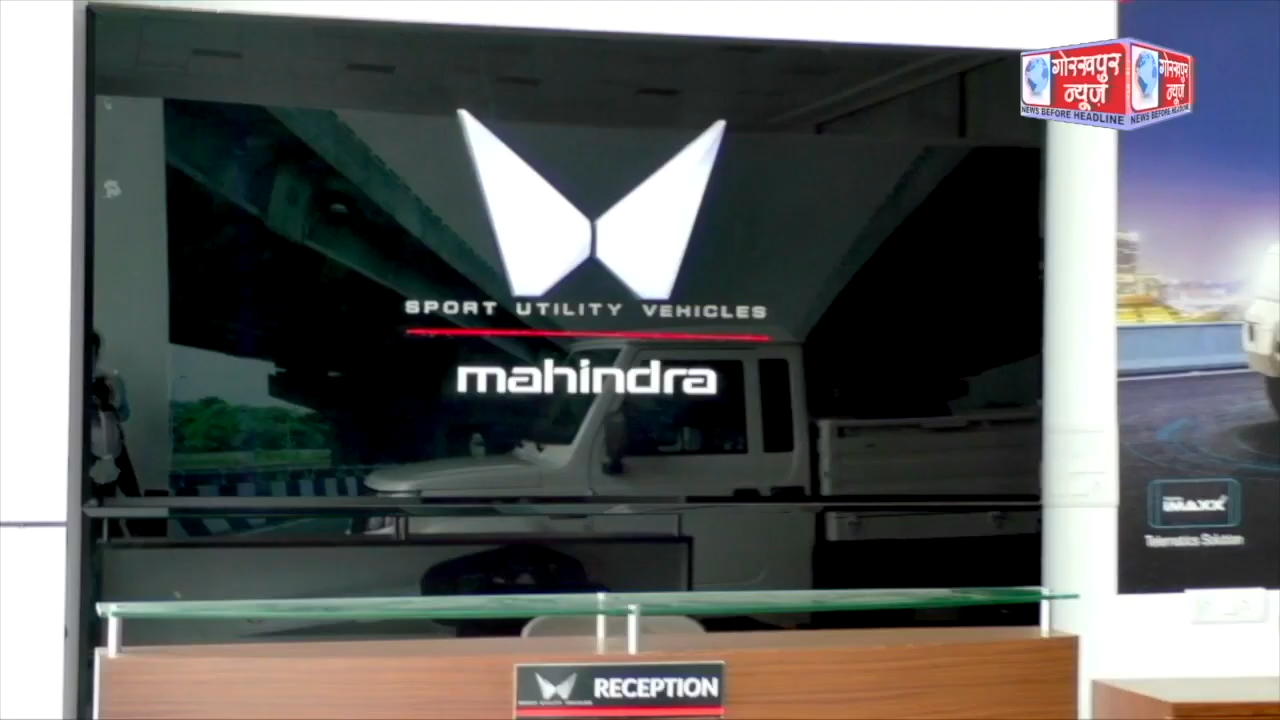 गोरखपुर
न्यूज़
NEWS BEFORE HEADLINE
गोरखपुर
न्यूज़
NEWS BEFORE HEADLINE
SPORT UTILITY VEHICLES
mahindra
iMAXX
Telematics Solution
RECEPTION